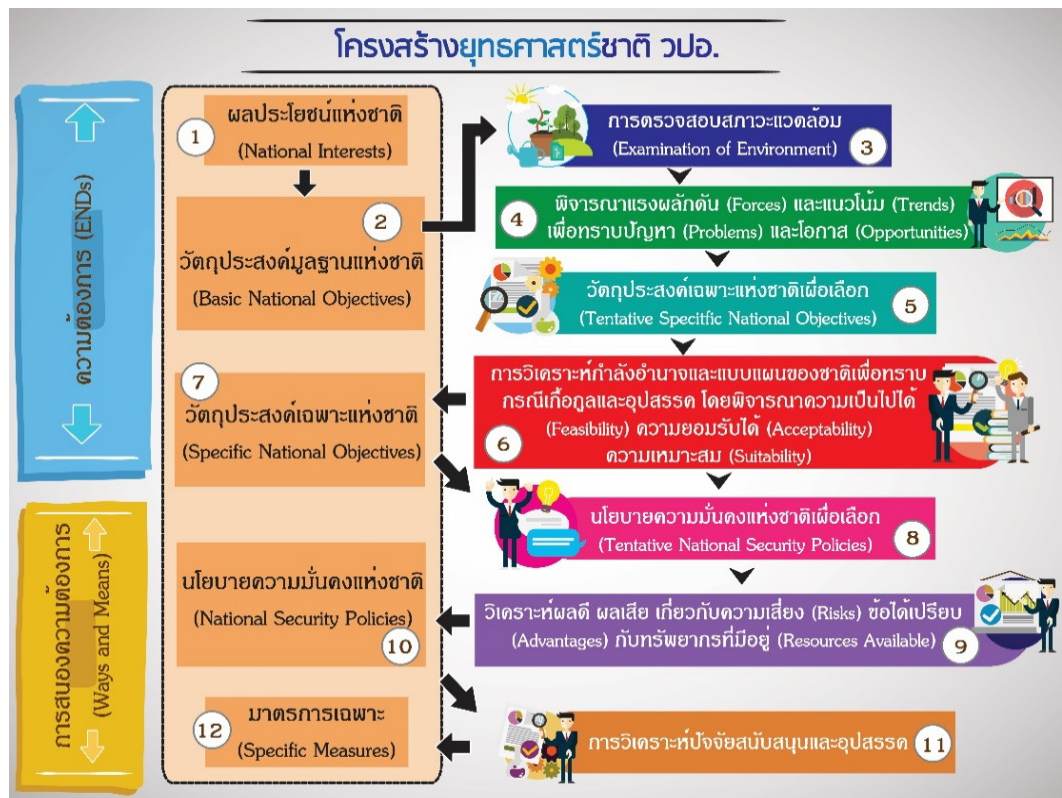 โครงสร้างยุทธศาสตร์ชาติ วปอ.
ความต้องการ (ENDs)
การสนองความต้องการ
(Ways and Means)
1
ผลประโยชน์แห่งชาติ
(National Interests)
2
วัตถุประสงค์มูลฐานแห่งชาติ
(Basic National Objectives)
การตรวจสอบสภาวะแวดล้อม
(Examination of Environment)
3
4
พิจารณาแรงผลักดัน (Forces) และแนวโน้ม (Trends)
เพื่อทราบปัญหา (Problems) และโอกาส (Opportunities)
วัตถุประสงค์เฉพาะแห่งชาติเผื่อเลือก
(Tentative Specitfic National Objectives)
5
การวิเคราะห์กำลังอำนาจและแบบแผนของชาติเพื่อทราบ
กรณีเกื้อกูลและอุปสรรค โดยพิจารณาความเป็นไปได้
(Feasibility) ความยอมรับได้ (Acceptability)
ความเหมาะสม (Suitability)
6
7
วัตถุประสงค์เฉพาะแห่งชาติ
(Specific National Objectives)
นโยบายความมั่นคงแห่งชาติเผื่อเลือก
(Tentative National Security Policies)
8
วิเคราะห์ผลดี ผลเสีย เกี่ยวกับความเสี่ยง (Risks) ข้อได้เปรียบ
(Advantages) กับทรัพยากรที่มีอยู่ (Resources Available)
9
นโยบายความมั่นคงแห่งชาติ
(National Security Policies)
10
การวิเคราะห์ปัจจัยสนับสนุนและอุปสรรค
11
12
มาตรการเฉพาะ
(Specific Measures)